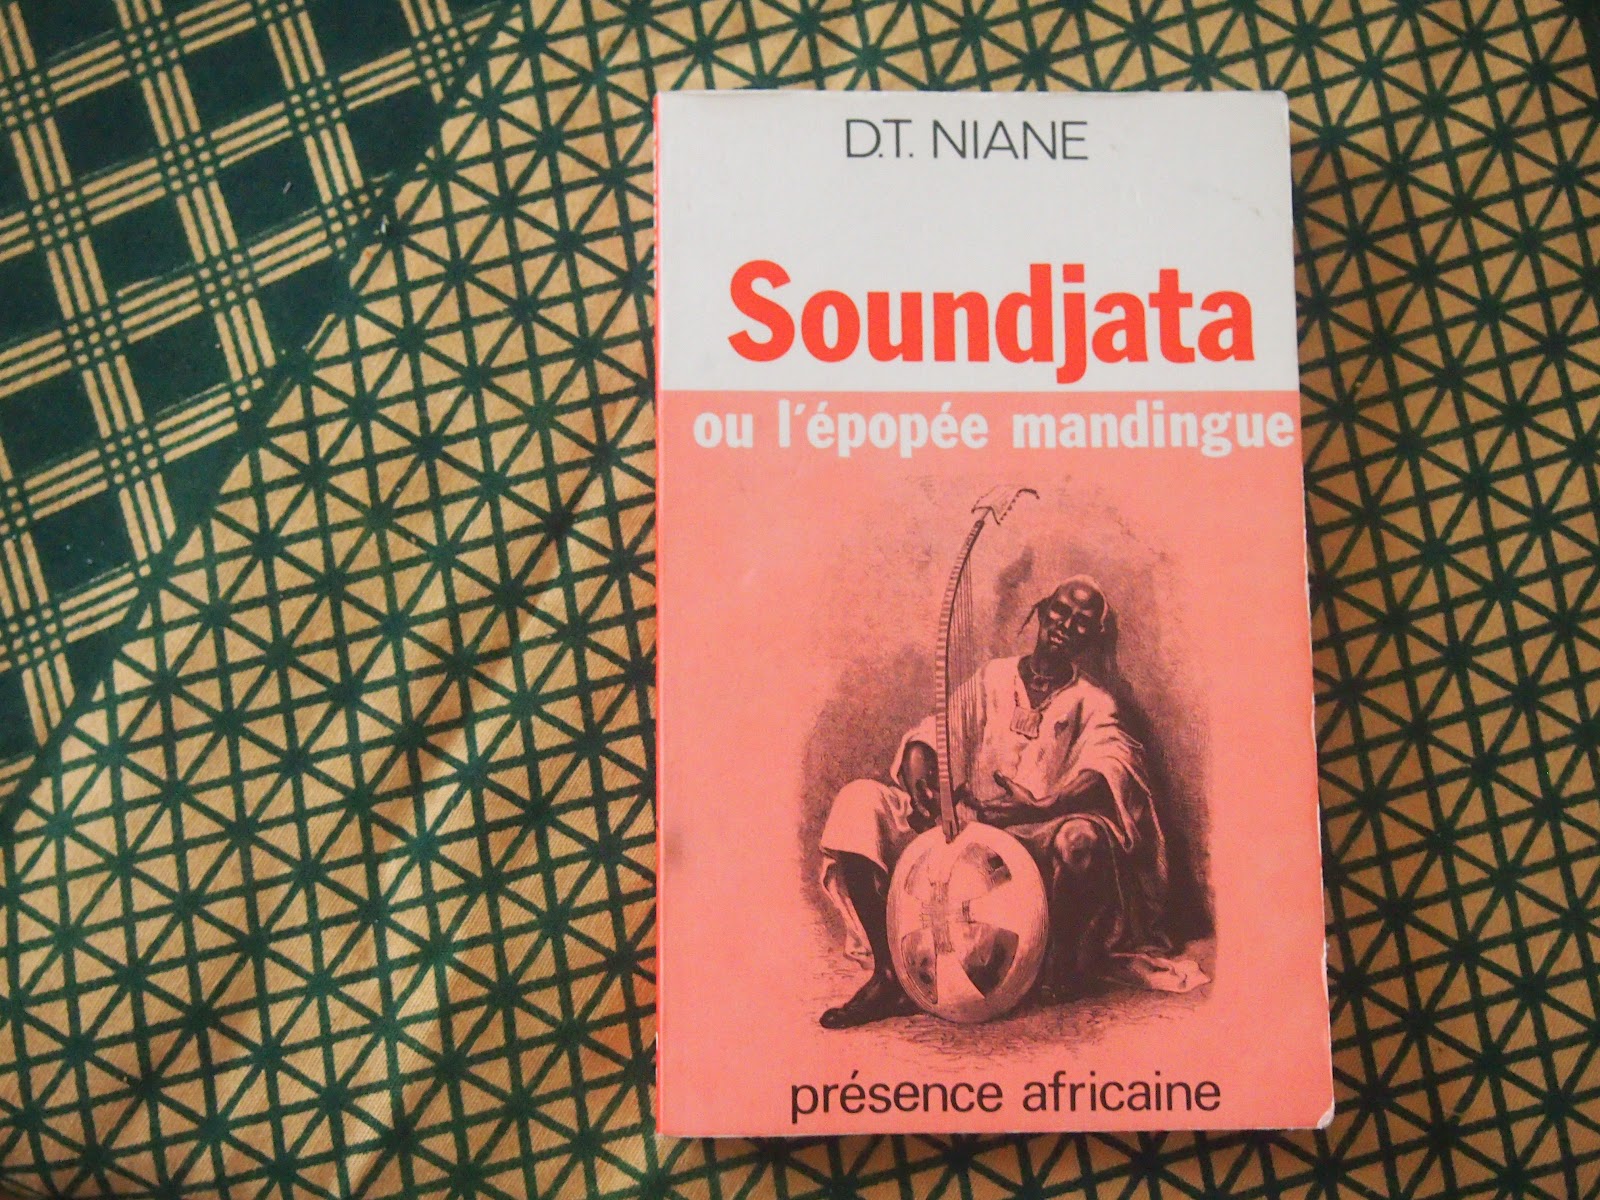 D.T. NIANE
Soundjata
ou l'épopée mandingue
présence africaine